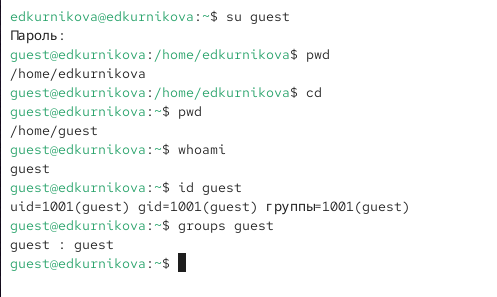 edkurnikova@edkurnikova:~$ su guest
Пароль:
guest@edkurnikova:/home/edkurnikova$ pwd
/home/edkurnikova
guest@edkurnikova:/home/edkurnikova$ cd
guest@edkurnikova:~$ pwd
/home/guest
guest@edkurnikova:~$ whoami
guest
guest@edkurnikova:~$ id guest
uid=1001(guest) gid=1001(guest) группы=1001(guest)
guest@edkurnikova:~$ groups guest
guest : guest
guest@edkurnikova:~$